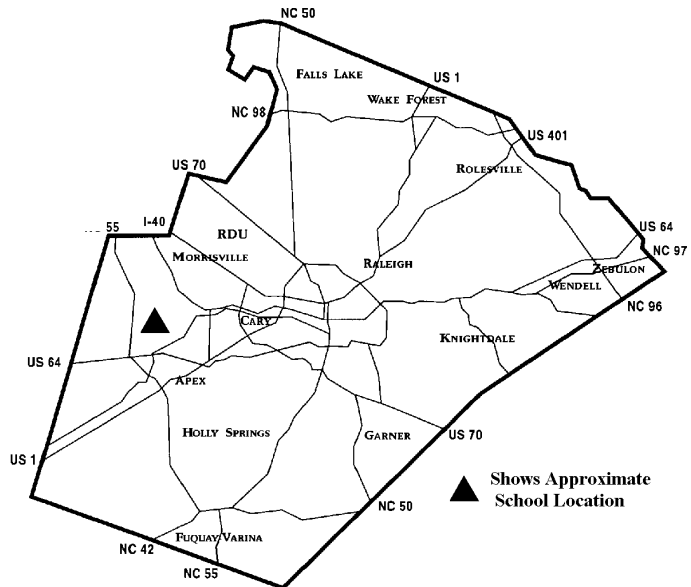 NC 50
FALLS LAKE
US 1
WAKE FOREST
NC 98
US 401
US 70
ROLESVILLE
55
I-40
RDU
US 64
MORRISVILLE
RALEIGH
NC 97
ZEBULON
WENDELL
NC 96
CARY
KNIGHTDALE
US 64
APEX
HOLLY SPRINGS
GARNER
US 70
US 1
Shows Approximate
School Location
NC 50
FUQUAY VARINA
NC 42
NC 55